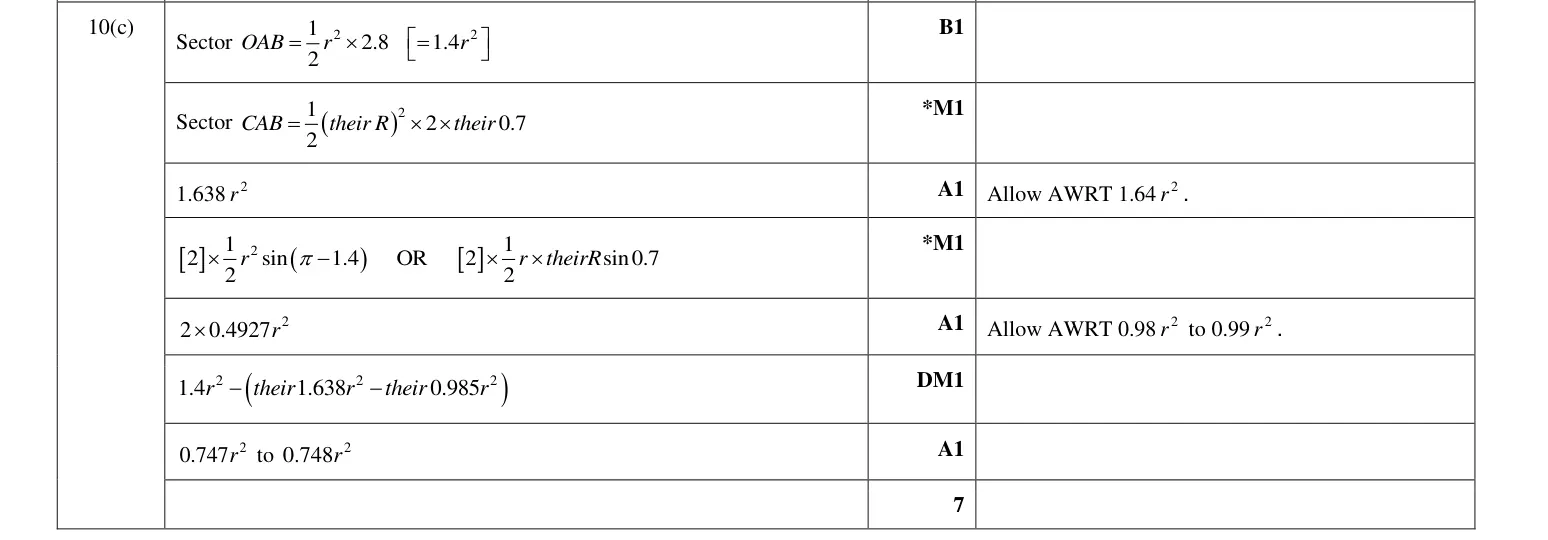 10(c)
Sector OAB = 1/2 r² × 2.8 [= 1.4r²] B1
Sector CAB = 1/2 (their R)² × 2 × their 0.7 *M1
1.638 r² A1 Allow AWRT 1.64 r² .
[2] × 1/2 r² sin(π − 1.4) OR [2] × 1/2 r × theirR sin 0.7 *M1
2 × 0.4927r² A1 Allow AWRT 0.98 r² to 0.99 r² .
1.4r² − (their 1.638r² − their 0.985r²) DM1
0.747r² to 0.748r² A1
7